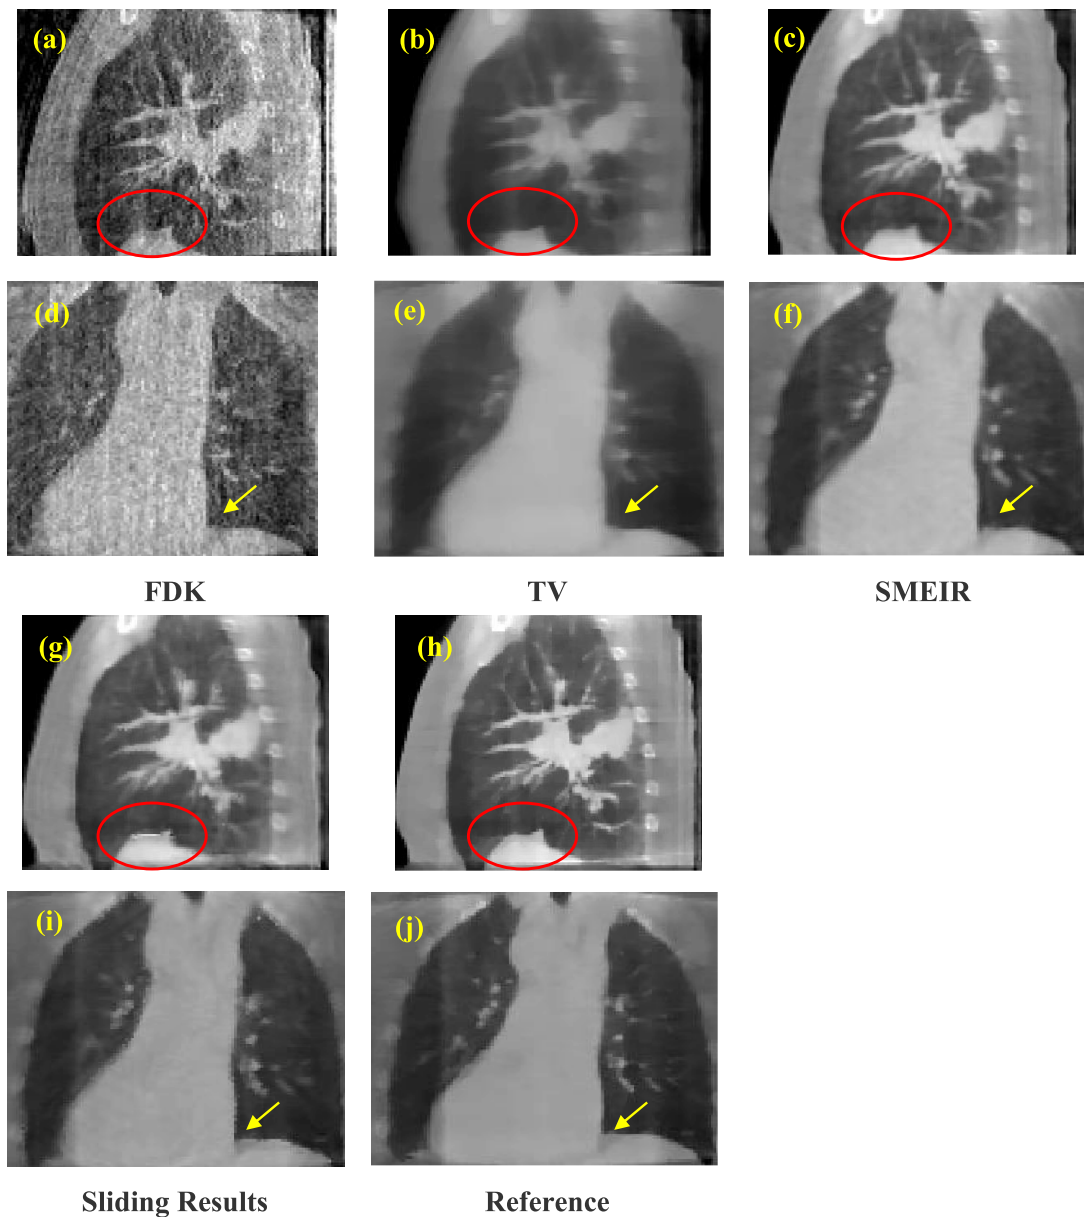 (a)
(b)
(c)
(d)
(e)
(f)
FDK
TV
SMEIR
(g)
(h)
(i)
(j)
Sliding Results
Reference